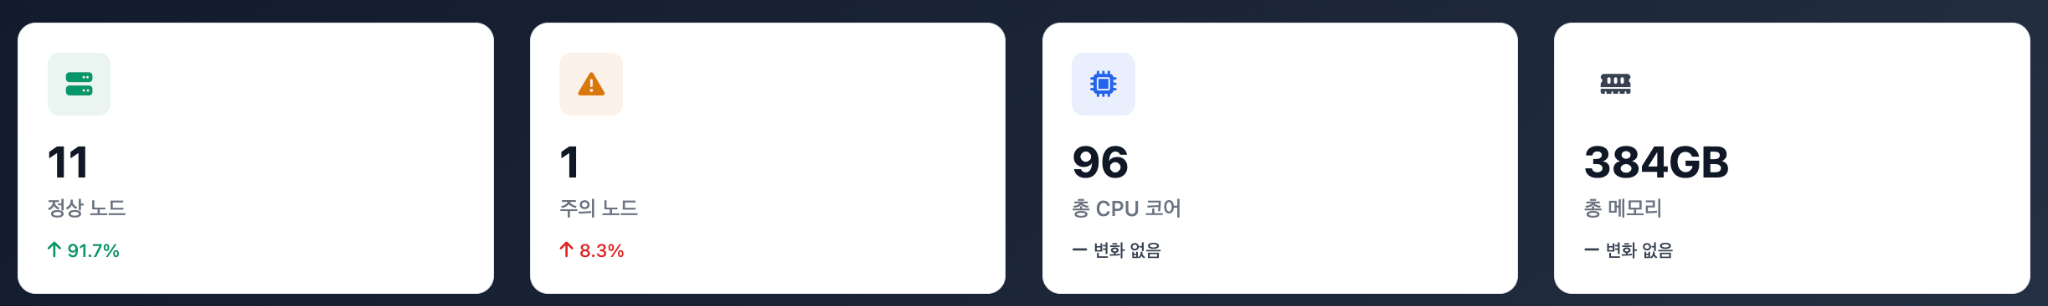 11
정상 노드
↑ 91.7%
1
주의 노드
↑ 8.3%
96
총 CPU 코어
— 변화 없음
384GB
총 메모리
— 변화 없음